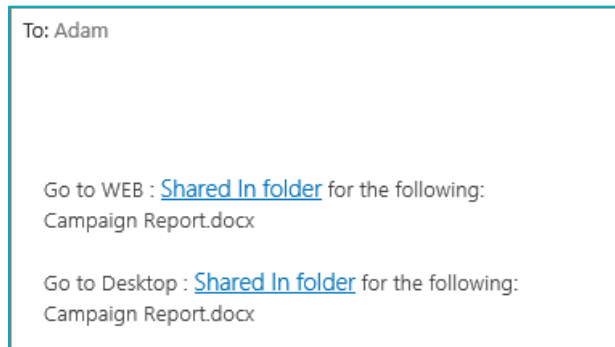 To: Adam
Go to WEB : Shared In folder for the following:
Campaign Report.docx
Go to Desktop : Shared In folder for the following:
Campaign Report.docx